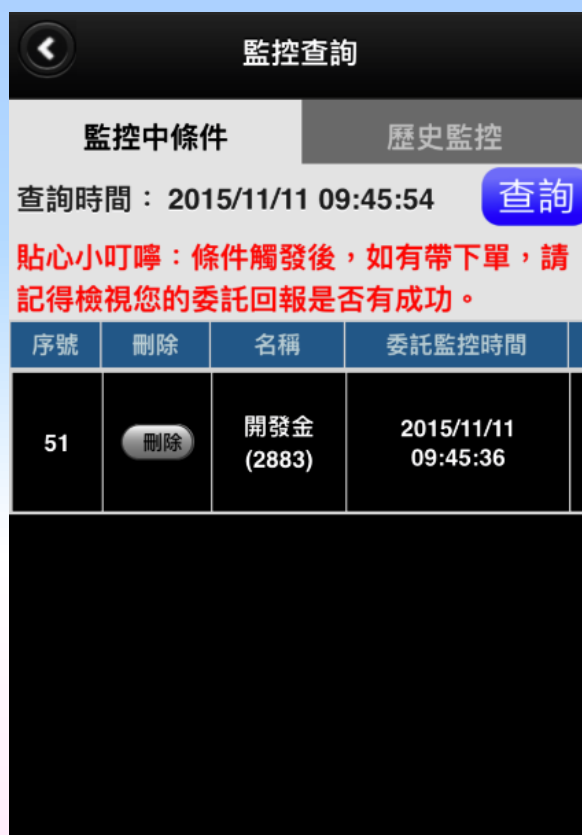 監控查詢
監控中條件 歷史監控
查詢時間： 2015/11/11 09:45:54 查詢
貼心小叮嚀：條件觸發後，如有帶下單，請
記得檢視您的委託回報是否有成功。
序號 刪除 名稱 委託監控時間
51 刪除 開發金 2015/11/11
(2883) 09:45:36